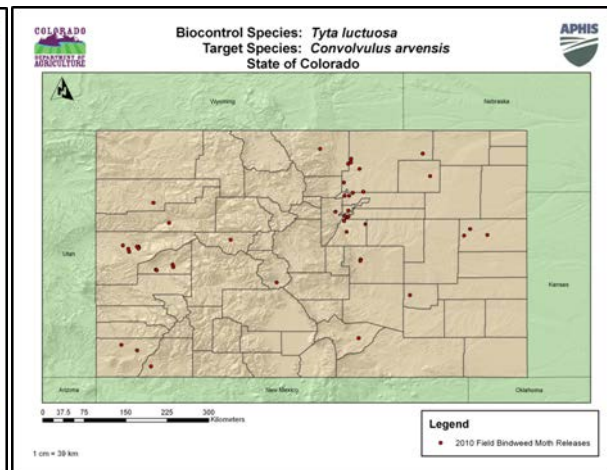 COLORADO
DEPARTMENT OF
AGRICULTURE
Biocontrol Species: Tyta luctuosa
Target Species: Convolvulus arvensis
State of Colorado
APHIS
Wyoming
Nebraska
Utah
Kansas
Arizona
New Mexico
Oklahoma
0 37.5 75 150 225 300
Kilometers
1 cm = 39 km
Legend
2010 Field Bindweed Moth Releases